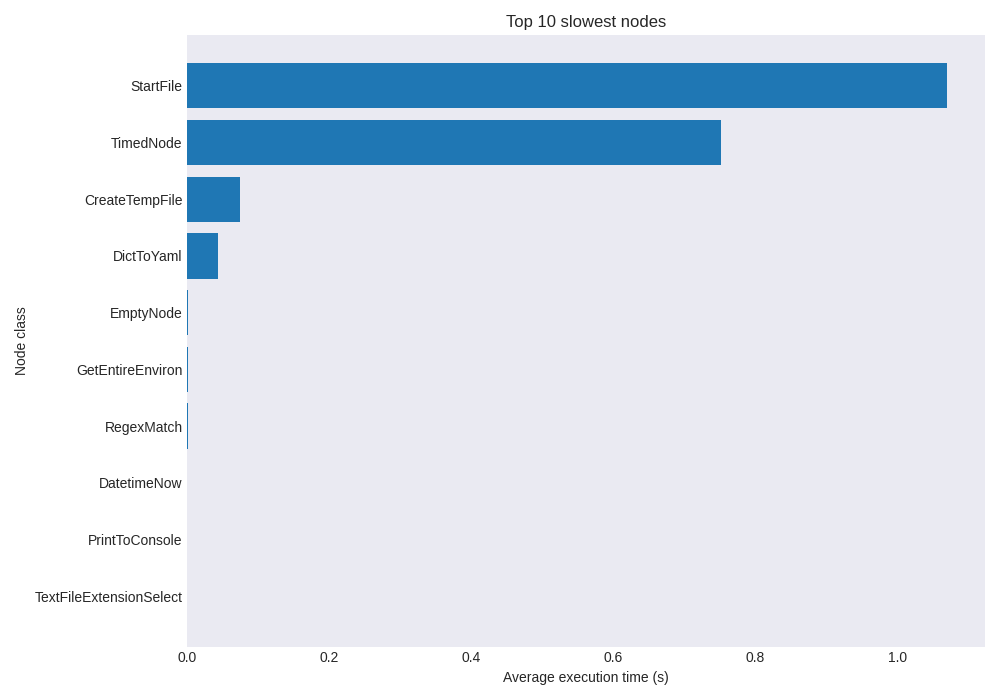 Top 10 slowest nodes
Node class
StartFile
TimedNode
CreateTempFile
DictToYaml
EmptyNode
GetEntireEnviron
RegexMatch
DatetimeNow
PrintToConsole
TextFileExtensionSelect
0.0 0.2 0.4 0.6 0.8 1.0
Average execution time (s)